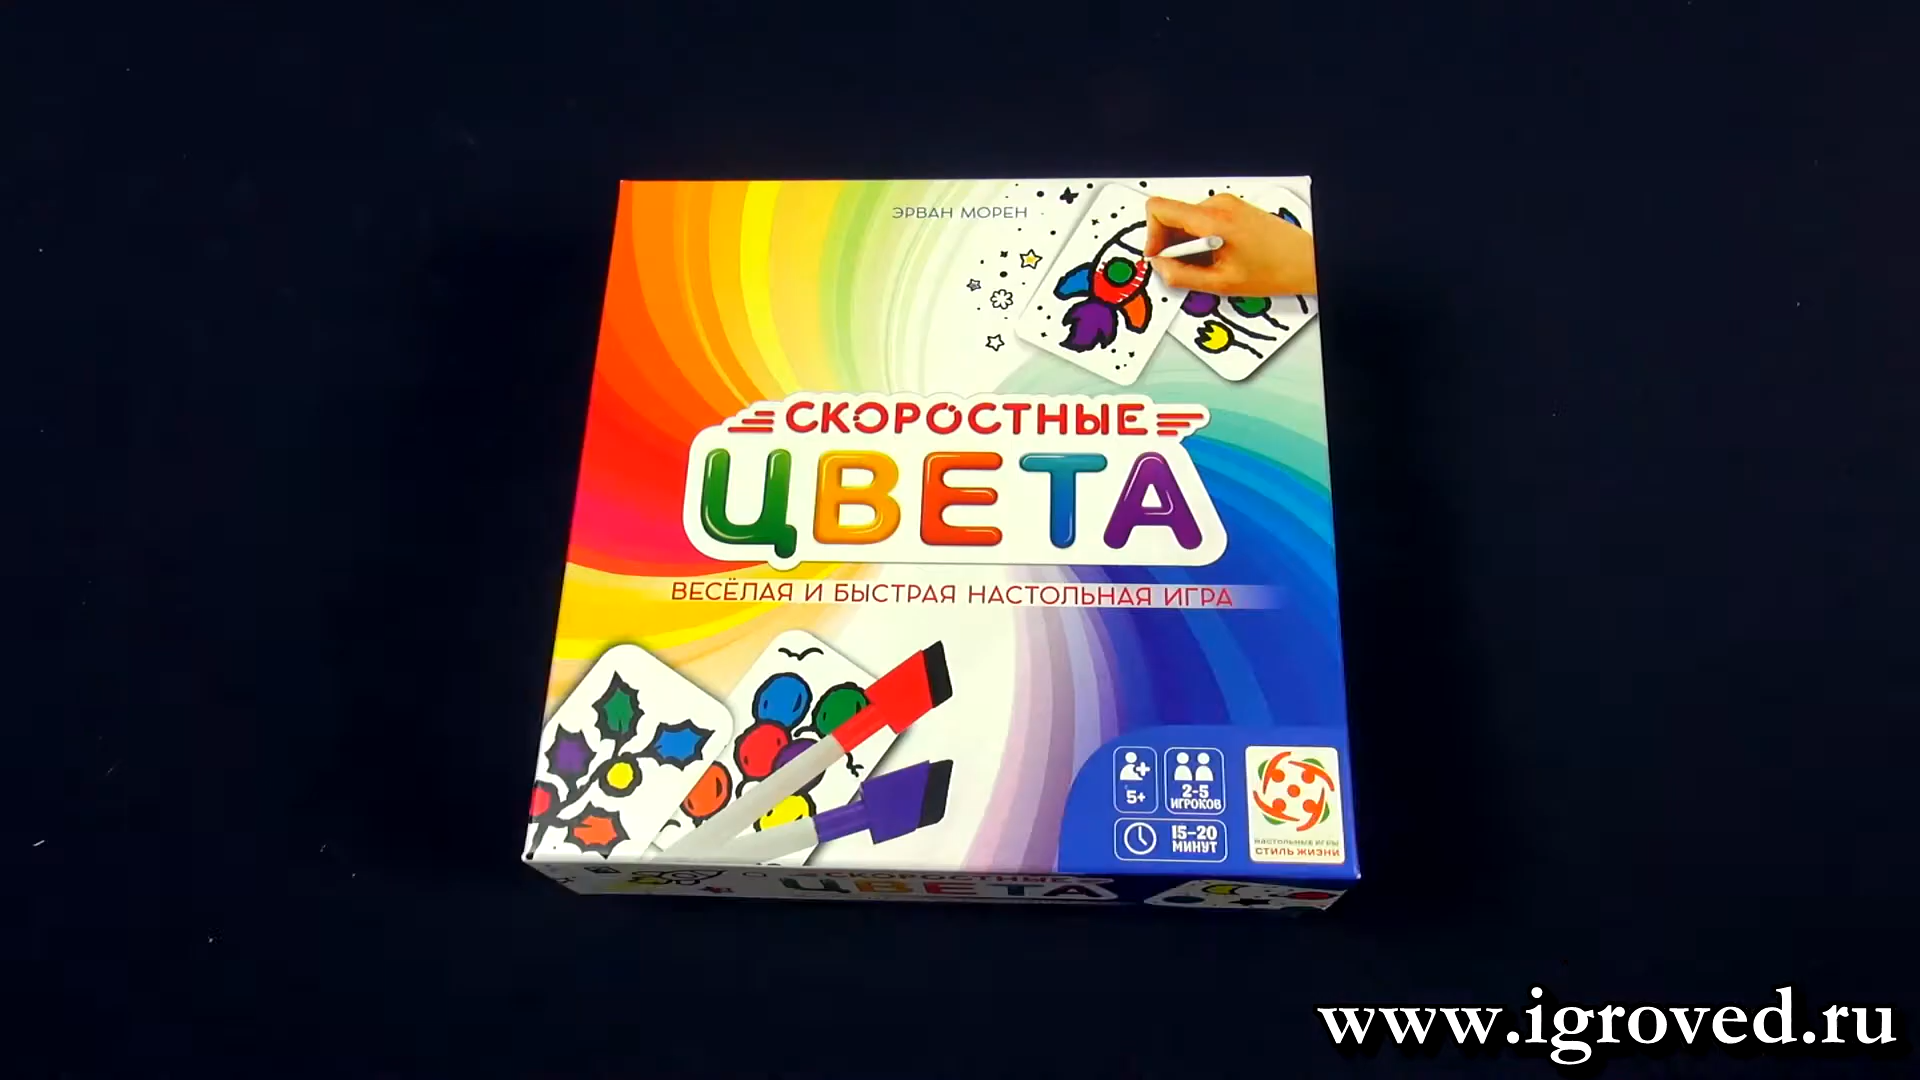 ЭРВАН МОРЕН
СКОРОСТНЫЕ
ЦВЕТА
ВЕСЁЛАЯ И БЫСТРАЯ НАСТОЛЬНАЯ ИГРА
5+
2-5
ИГРОКОВ
15-20
МИНУТ
НАСТОЛЬНЫЕ ИГРЫ
СТИЛЬ ЖИЗНИ
СКОРОСТНЫЕ
ЦВЕТА
www.igroved.ru